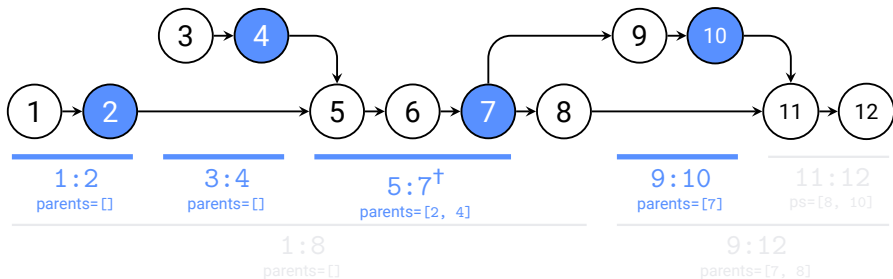 3 4 9 10
1 2 5 6 7 8 11 12
1:2 3:4 5:7† 9:10 11:12
parents=[] parents=[] parents=[2, 4] parents=[7] ps=[8, 10]
1:8 9:12
parents=[] parents=[7, 8]